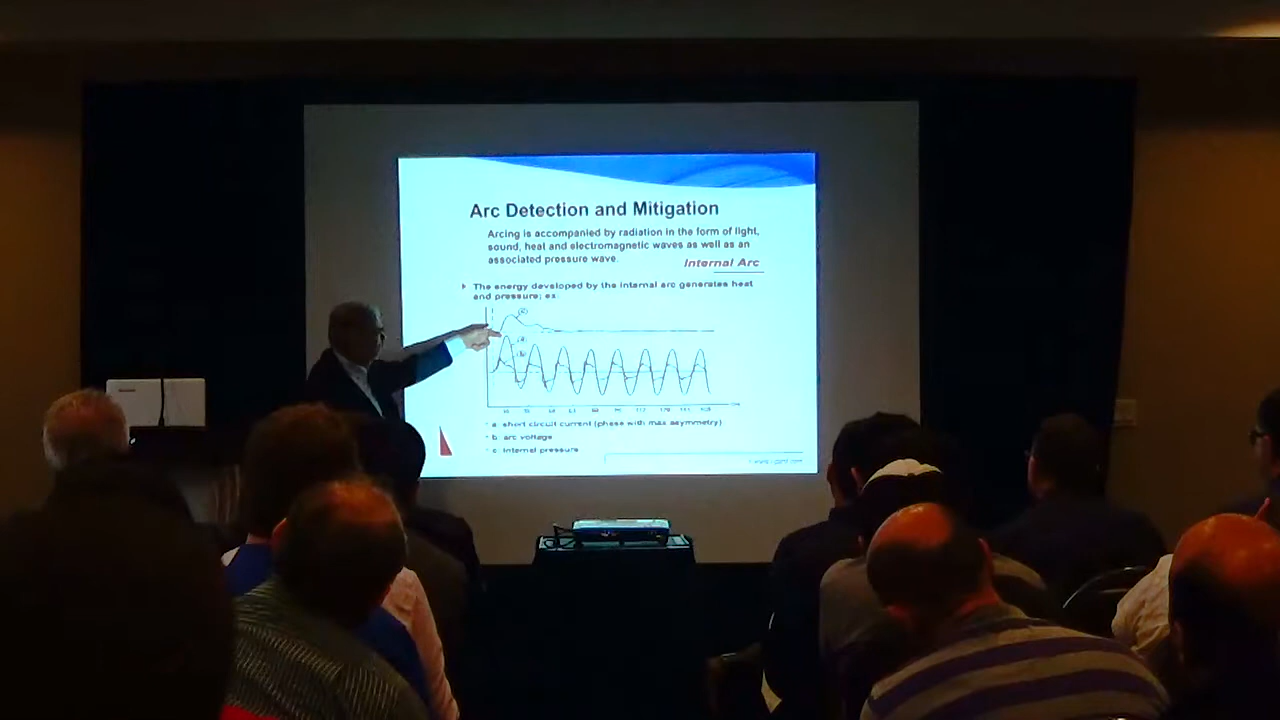 Arc Detection and Mitigation
Arcing is accompanied by radiation in the form of light,
sound, heat and electromagnetic waves as well as an
associated pressure wave.
Internal Arc
The energy developed by the internal arc generates heat
and pressure; ex.
(c)
(a)
(b)
a short circuit current (phase with max asymmetry)
b arc voltage
c internal pressure